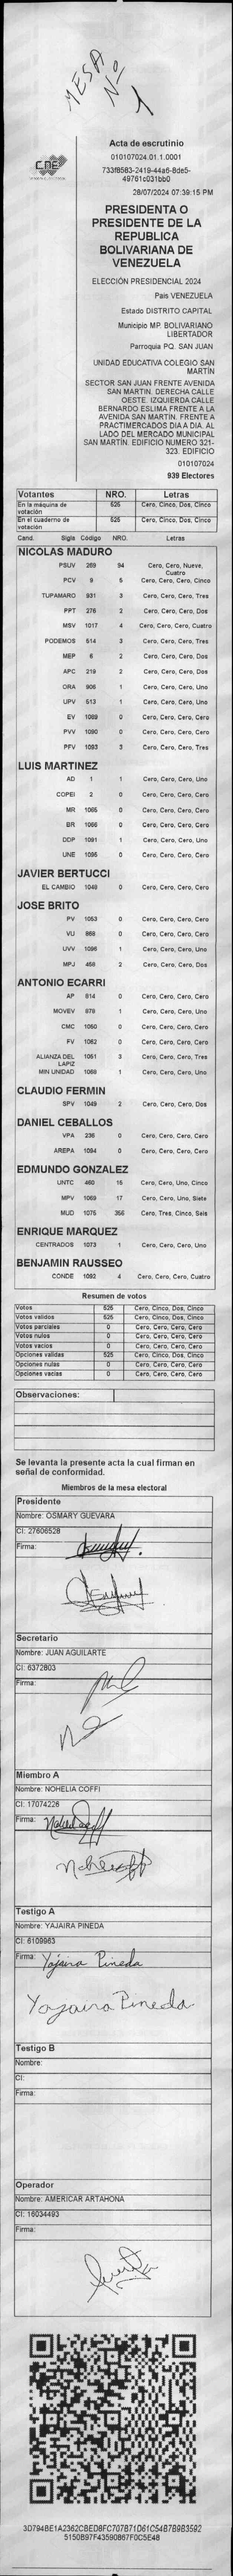 MESA
Nº
1
CNE
Acta de escrutinio
010107024.01.1.0001
733f8583-2419-44a6-8de5-
49761c031bb0
28/07/2024 07:39:15 PM
PRESIDENTA O
PRESIDENTE DE LA
REPUBLICA
BOLIVARIANA DE
VENEZUELA
ELECCIÓN PRESIDENCIAL 2024
Pais VENEZUELA
Estado DISTRITO CAPITAL
Municipio MP. BOLIVARIANO
LIBERTADOR
Parroquia PQ. SAN JUAN
UNIDAD EDUCATIVA COLEGIO SAN
MARTÍN
SECTOR SAN JUAN FRENTE AVENIDA
SAN MARTIN. DERECHA CALLE
OESTE. IZQUIERDA CALLE
BERNARDO ESLIMA FRENTE A LA
AVENIDA SAN MARTIN. FRENTE A
PRACTIMERCADOS DIA A DIA. AL
LADO DEL MERCADO MUNICIPAL
SAN MARTIN. EDIFICIO NUMERO 321-
323. EDIFICIO
010107024
939 Electores
Votantes NRO. Letras
En la máquina de votación 525 Cero, Cinco, Dos, Cinco
En el cuaderno de votación 525 Cero, Cinco, Dos, Cinco
Cand. Sigla Código NRO. Letras
NICOLAS MADURO
PSUV 269 94 Cero, Cero, Nueve, Cuatro
PCV 9 5 Cero, Cero, Cero, Cinco
TUPAMARO 931 3 Cero, Cero, Cero, Tres
PPT 276 2 Cero, Cero, Cero, Dos
MSV 1017 4 Cero, Cero, Cero, Cuatro
PODEMOS 514 3 Cero, Cero, Cero, Tres
MEP 6 2 Cero, Cero, Cero, Dos
APC 219 2 Cero, Cero, Cero, Dos
ORA 906 1 Cero, Cero, Cero, Uno
UPV 513 1 Cero, Cero, Cero, Uno
EV 1089 0 Cero, Cero, Cero, Cero
PVV 1090 0 Cero, Cero, Cero, Cero
PFV 1093 3 Cero, Cero, Cero, Tres
LUIS MARTINEZ
AD 1 1 Cero, Cero, Cero, Uno
COPEI 2 0 Cero, Cero, Cero, Cero
MR 1065 0 Cero, Cero, Cero, Cero
BR 1066 0 Cero, Cero, Cero, Cero
DDP 1091 1 Cero, Cero, Cero, Uno
UNE 1095 0 Cero, Cero, Cero, Cero
JAVIER BERTUCCI
EL CAMBIO 1048 0 Cero, Cero, Cero, Cero
JOSE BRITO
PV 1053 0 Cero, Cero, Cero, Cero
VU 868 0 Cero, Cero, Cero, Cero
UVV 1096 1 Cero, Cero, Cero, Uno
MPJ 458 2 Cero, Cero, Cero, Dos
ANTONIO ECARRI
AP 814 0 Cero, Cero, Cero, Cero
MOVEV 979 1 Cero, Cero, Cero, Uno
CMC 1050 0 Cero, Cero, Cero, Cero
FV 1062 0 Cero, Cero, Cero, Cero
ALIANZA DEL LAPIZ 1051 3 Cero, Cero, Cero, Tres
MIN UNIDAD 1068 1 Cero, Cero, Cero, Uno
CLAUDIO FERMIN
SPV 1049 2 Cero, Cero, Cero, Dos
DANIEL CEBALLOS
VPA 236 0 Cero, Cero, Cero, Cero
AREPA 1094 0 Cero, Cero, Cero, Cero
EDMUNDO GONZALEZ
UNTC 460 15 Cero, Cero, Uno, Cinco
MPV 1069 17 Cero, Cero, Uno, Siete
MUD 1075 356 Cero, Tres, Cinco, Seis
ENRIQUE MARQUEZ
CENTRADOS 1073 1 Cero, Cero, Cero, Uno
BENJAMIN RAUSSEO
CONDE 1092 4 Cero, Cero, Cero, Cuatro
Resumen de votos
Votos 525 Cero, Cinco, Dos, Cinco
Votos validos 525 Cero, Cinco, Dos, Cinco
Votos parciales 0 Cero, Cero, Cero, Cero
Votos nulos 0 Cero, Cero, Cero, Cero
Votos vacios 0 Cero, Cero, Cero, Cero
Opciones validas 525 Cero, Cinco, Dos, Cinco
Opciones nulas 0 Cero, Cero, Cero, Cero
Opciones vacias 0 Cero, Cero, Cero, Cero
Observaciones:
Se levanta la presente acta la cual firman en
señal de conformidad.
Miembros de la mesa electoral
Presidente
Nombre: OSMARY GUEVARA
CI: 27606528
Firma:
Secretario
Nombre: JUAN AGUILARTE
CI: 6372803
Firma:
Miembro A
Nombre: NOHELIA COFFI
CI: 17074226
Firma:
Testigo A
Nombre: YAJAIRA PINEDA
CI: 6109963
Firma: Yajaira Pineda
Yajaira Pineda
Testigo B
Nombre:
CI:
Firma:
Operador
Nombre: AMERICAR ARTAHONA
CI: 16034493
Firma:
3D794BE1A2362CBED8FC707B71D61C54B7B9B3592
5150B97F43590867F0C5E48